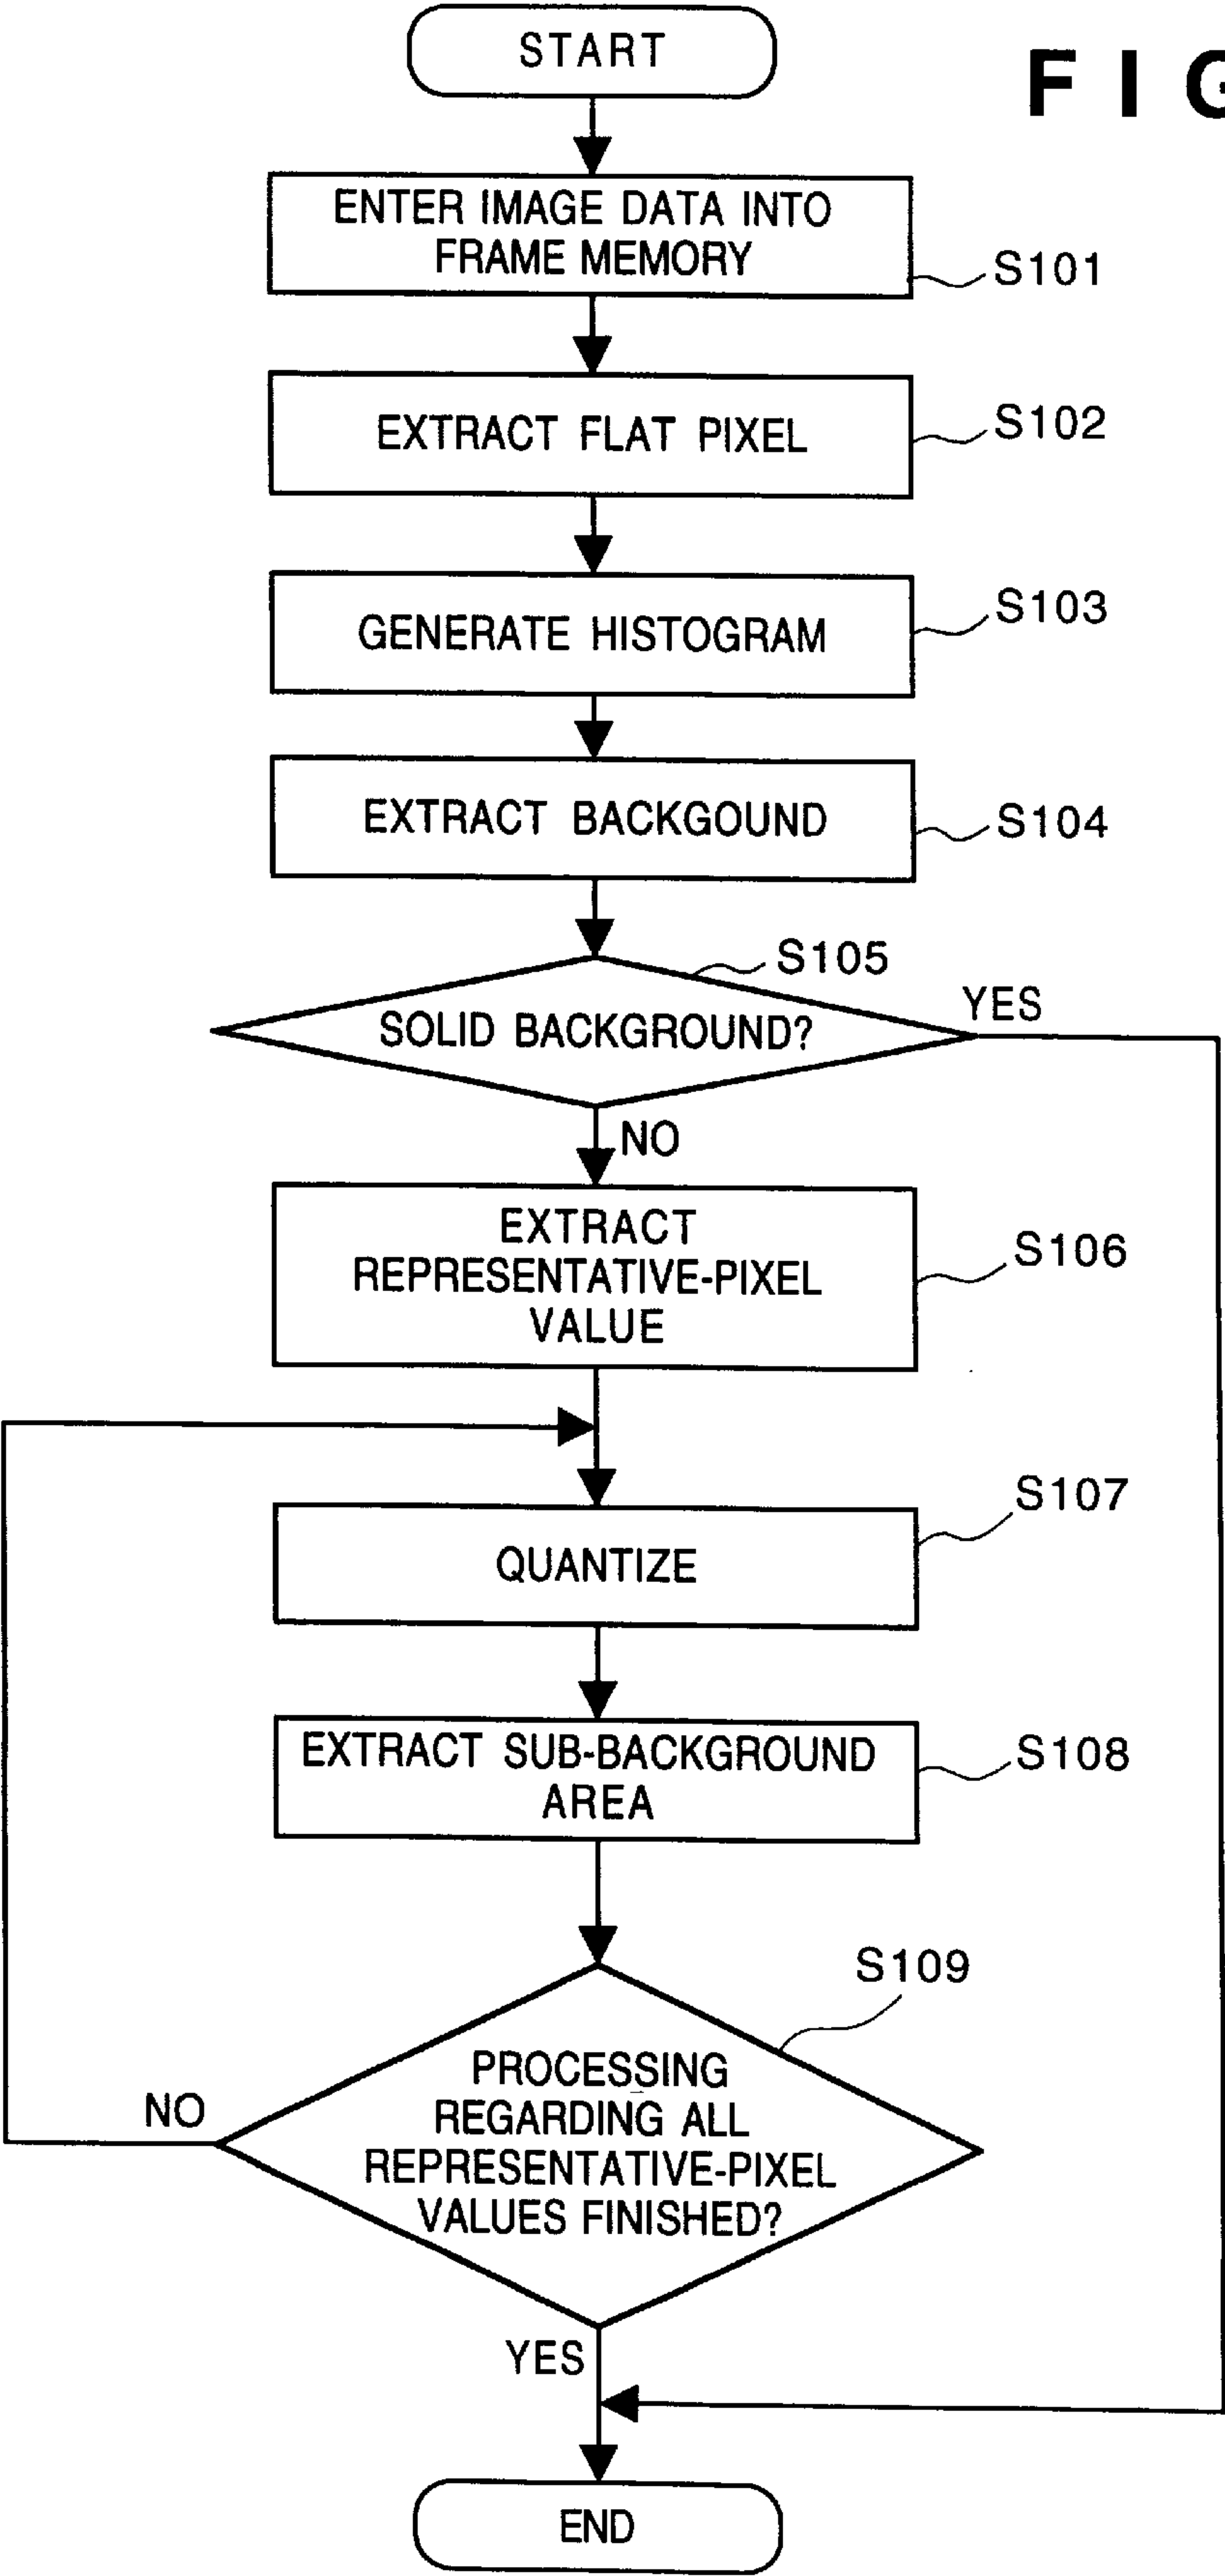 START
FIG
ENTER IMAGE DATA INTO
FRAME MEMORY
S101
EXTRACT FLAT PIXEL
S102
GENERATE HISTOGRAM
S103
EXTRACT BACKGOUND
S104
S105
SOLID BACKGROUND?
YES
NO
EXTRACT
REPRESENTATIVE-PIXEL
VALUE
S106
QUANTIZE
S107
EXTRACT SUB-BACKGROUND
AREA
S108
S109
PROCESSING
REGARDING ALL
REPRESENTATIVE-PIXEL
VALUES FINISHED?
NO
YES
END